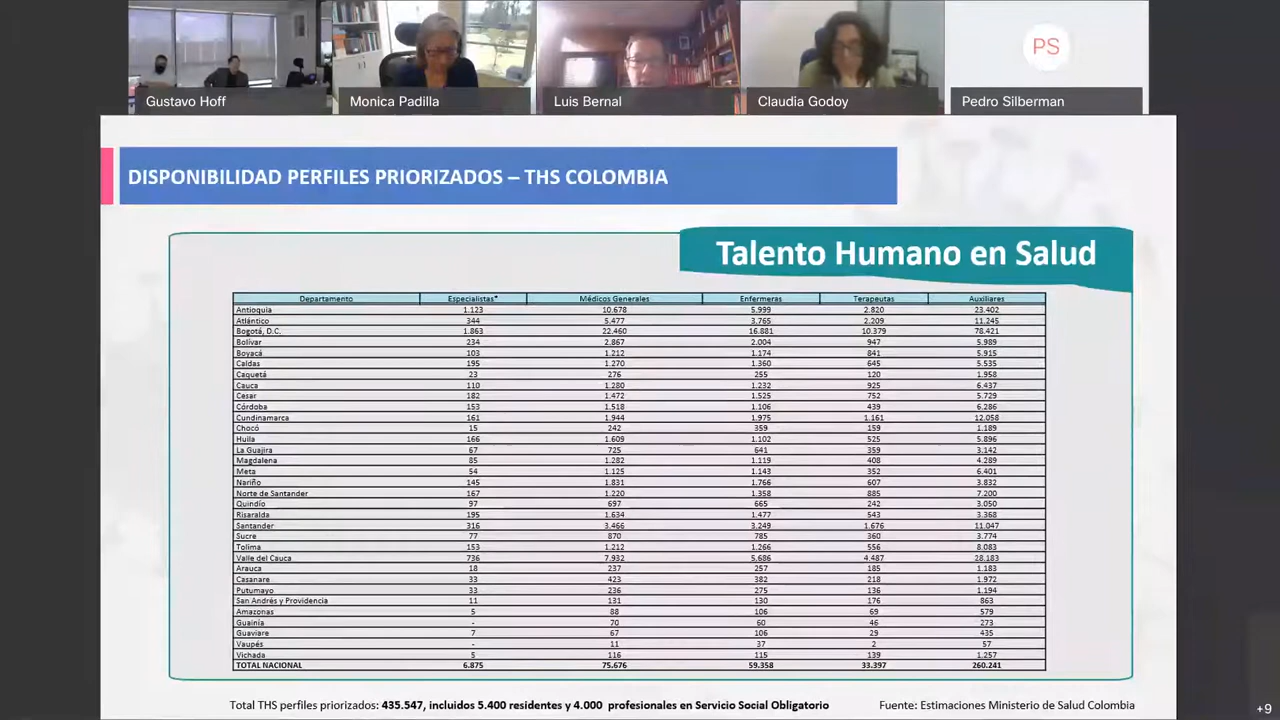 Gustavo Hoff
Monica Padilla
Luis Bernal
Claudia Godoy
PS
Pedro Silberman
DISPONIBILIDAD PERFILES PRIORIZADOS – THS COLOMBIA
Talento Humano en Salud
Departamento Especialistas* Médicos Generales Enfermeras Terapeutas Auxiliares
Antioquia 1.123 10.678 5.999 2.820 23.402
Atlántico 344 5.477 3.765 2.209 11.245
Bogotá, D.C. 1.863 22.460 16.881 10.379 78.421
Bolívar 234 2.867 2.004 947 5.989
Boyacá 103 1.212 1.174 841 5.915
Caldas 195 1.270 1.360 645 5.535
Caquetá 23 276 255 120 1.958
Cauca 110 1.280 1.232 925 6.437
Cesar 182 1.472 1.525 752 5.729
Córdoba 153 1.518 1.106 439 6.286
Cundinamarca 161 1.944 1.975 1.161 12.058
Chocó 15 242 359 159 1.189
Huila 166 1.609 1.102 525 5.896
La Guajira 67 725 641 359 3.142
Magdalena 85 1.282 1.119 408 4.289
Meta 54 1.125 1.143 352 6.401
Nariño 145 1.831 1.766 607 3.832
Norte de Santander 167 1.220 1.358 885 7.200
Quindío 97 697 665 242 3.050
Risaralda 195 1.634 1.477 543 3.368
Santander 316 3.466 3.249 1.676 11.047
Sucre 77 870 785 360 3.774
Tolima 153 1.212 1.266 556 8.083
Valle del Cauca 736 7.932 5.686 4.487 28.183
Arauca 18 237 257 185 1.183
Casanare 33 423 382 218 1.972
Putumayo 33 236 275 136 1.194
San Andrés y Providencia 11 131 130 176 863
Amazonas 5 88 106 69 579
Guainía - 70 60 46 273
Guaviare 7 67 106 29 435
Vaupés - 11 37 2 57
Vichada 5 116 115 139 1.257
TOTAL NACIONAL 6.875 75.676 59.358 33.397 260.241
Total THS perfiles priorizados: 435.547, incluidos 5.400 residentes y 4.000 profesionales en Servicio Social Obligatorio
Fuente: Estimaciones Ministerio de Salud Colombia
+9